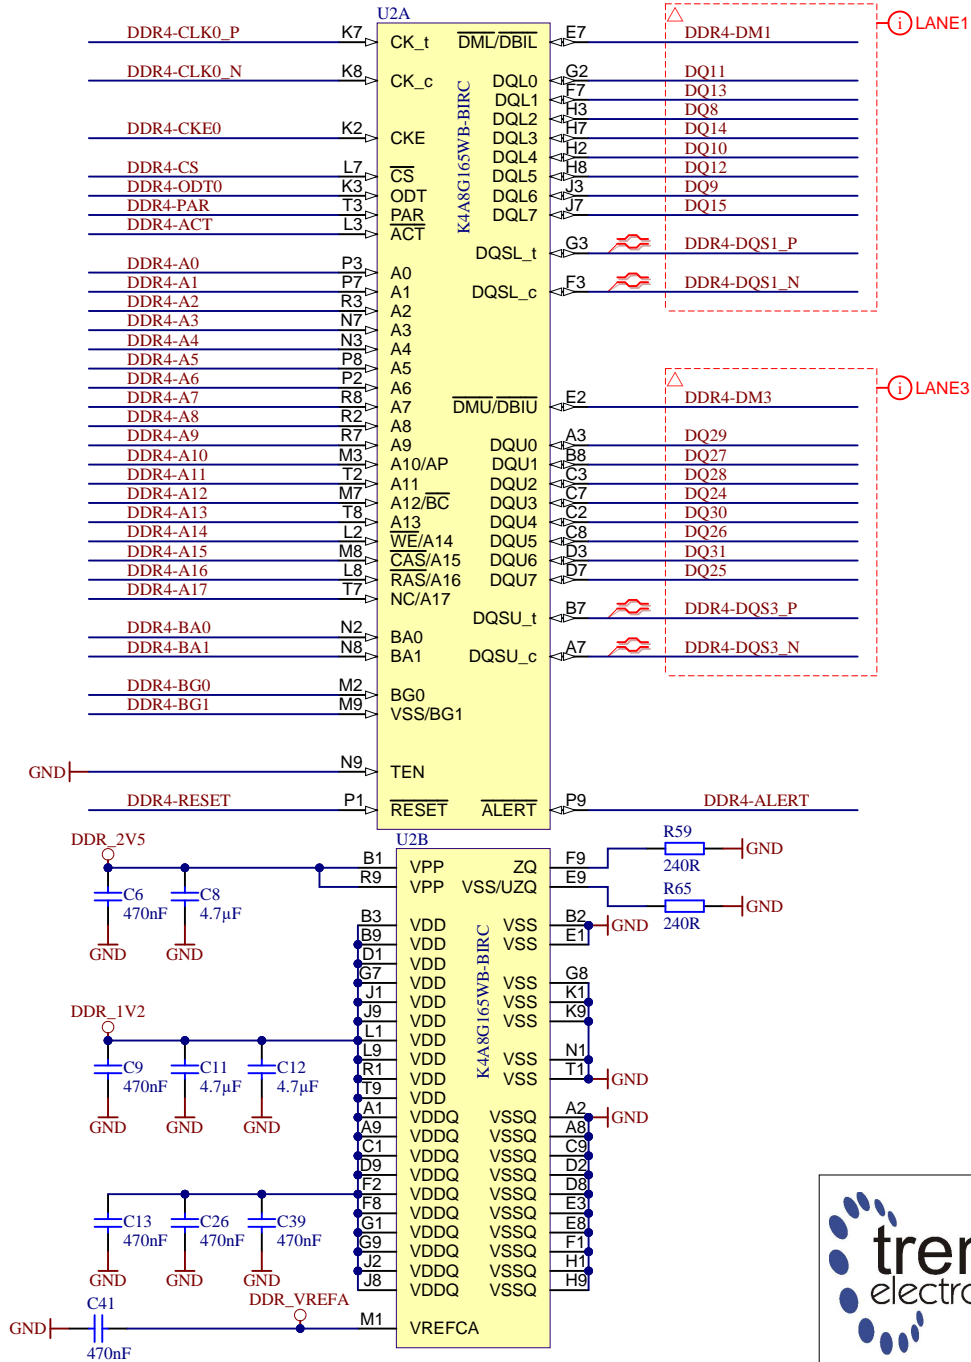 U2A
DDR4-CLK0_P K7 CK_t DML/DBIL E7 DDR4-DM1 i LANE1
DDR4-CLK0_N K8 CK_c DQL0 G2 DQ11
DQL1 F7 DQ13
DQL2 H3 DQ8
DDR4-CKE0 K2 CKE DQL3 H7 DQ14
DQL4 H2 DQ10
DDR4-CS L7 CS DQL5 H8 DQ12
DDR4-ODT0 K3 ODT DQL6 J3 DQ9
DDR4-PAR T3 PAR DQL7 J7 DQ15
DDR4-ACT L3 ACT
K4A8G165WB-BIRC
DQSL_t G3 DDR4-DQS1_P
DDR4-A0 P3 A0
DDR4-A1 P7 A1 DQSL_c F3 DDR4-DQS1_N
DDR4-A2 R3 A2
DDR4-A3 N7 A3
DDR4-A4 N3 A4
DDR4-A5 P8 A5
DDR4-A6 P2 A6 i LANE3
DDR4-A7 R8 A7 DMU/DBIU E2 DDR4-DM3
DDR4-A8 R2 A8
DDR4-A9 R7 A9 DQU0 A3 DQ29
DDR4-A10 M3 A10/AP DQU1 B8 DQ27
DDR4-A11 T2 A11 DQU2 C3 DQ28
DDR4-A12 M7 A12/BC DQU3 C7 DQ24
DDR4-A13 T8 A13 DQU4 C2 DQ30
DDR4-A14 L2 WE/A14 DQU5 C8 DQ26
DDR4-A15 M8 CAS/A15 DQU6 D3 DQ31
DDR4-A16 L8 RAS/A16 DQU7 D7 DQ25
DDR4-A17 T7 NC/A17
DQSU_t B7 DDR4-DQS3_P
DDR4-BA0 N2 BA0
DDR4-BA1 N8 BA1 DQSU_c A7 DDR4-DQS3_N
DDR4-BG0 M2 BG0
DDR4-BG1 M9 VSS/BG1
GND N9 TEN
DDR4-RESET P1 RESET ALERT P9 DDR4-ALERT
U2B
DDR_2V5 B1 VPP ZQ F9 R59 240R GND
R9 VPP VSS/UZQ E9 R65 240R GND
C6 470nF GND
C8 4.7µF GND
B3 VDD VSS B2 GND
B9 VDD VSS E1
D1 VDD
G7 VDD VSS G8
J1 VDD VSS K1
J9 VDD VSS K9
DDR_1V2 L1 VDD
L9 VDD VSS N1
R1 VDD VSS T1 GND
T9 VDD
K4A8G165WB-BIRC
C9 470nF GND
C11 4.7µF GND
C12 4.7µF GND
A1 VDDQ VSSQ A2 GND
A9 VDDQ VSSQ A8
C1 VDDQ VSSQ C9
D9 VDDQ VSSQ D2
F2 VDDQ VSSQ D8
F8 VDDQ VSSQ E3
G1 VDDQ VSSQ E8
G9 VDDQ VSSQ F1
J2 VDDQ VSSQ H1
J8 VDDQ VSSQ H9
C13 470nF GND
C26 470nF GND
C39 470nF GND
GND C41 470nF DDR_VREFA M1 VREFCA
tren
electro